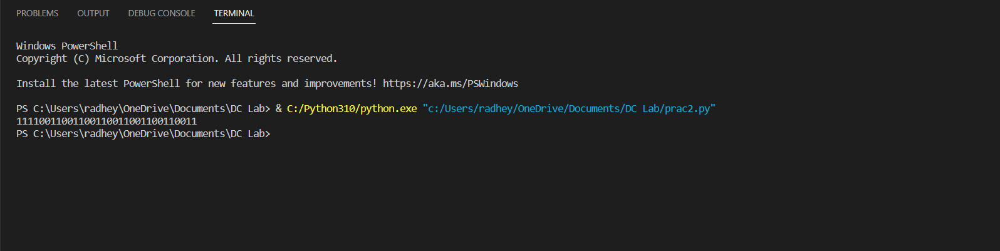 PROBLEMS OUTPUT DEBUG CONSOLE TERMINAL
Windows PowerShell
Copyright (C) Microsoft Corporation. All rights reserved.
Install the latest PowerShell for new features and improvements! https://aka.ms/PSWindows
PS C:\Users\radhey\OneDrive\Documents\DC Lab> & C:/Python310/python.exe "c:/Users/radhey/OneDrive/Documents/DC Lab/prac2.py"
11110011001100110011001100110011
PS C:\Users\radhey\OneDrive\Documents\DC Lab>